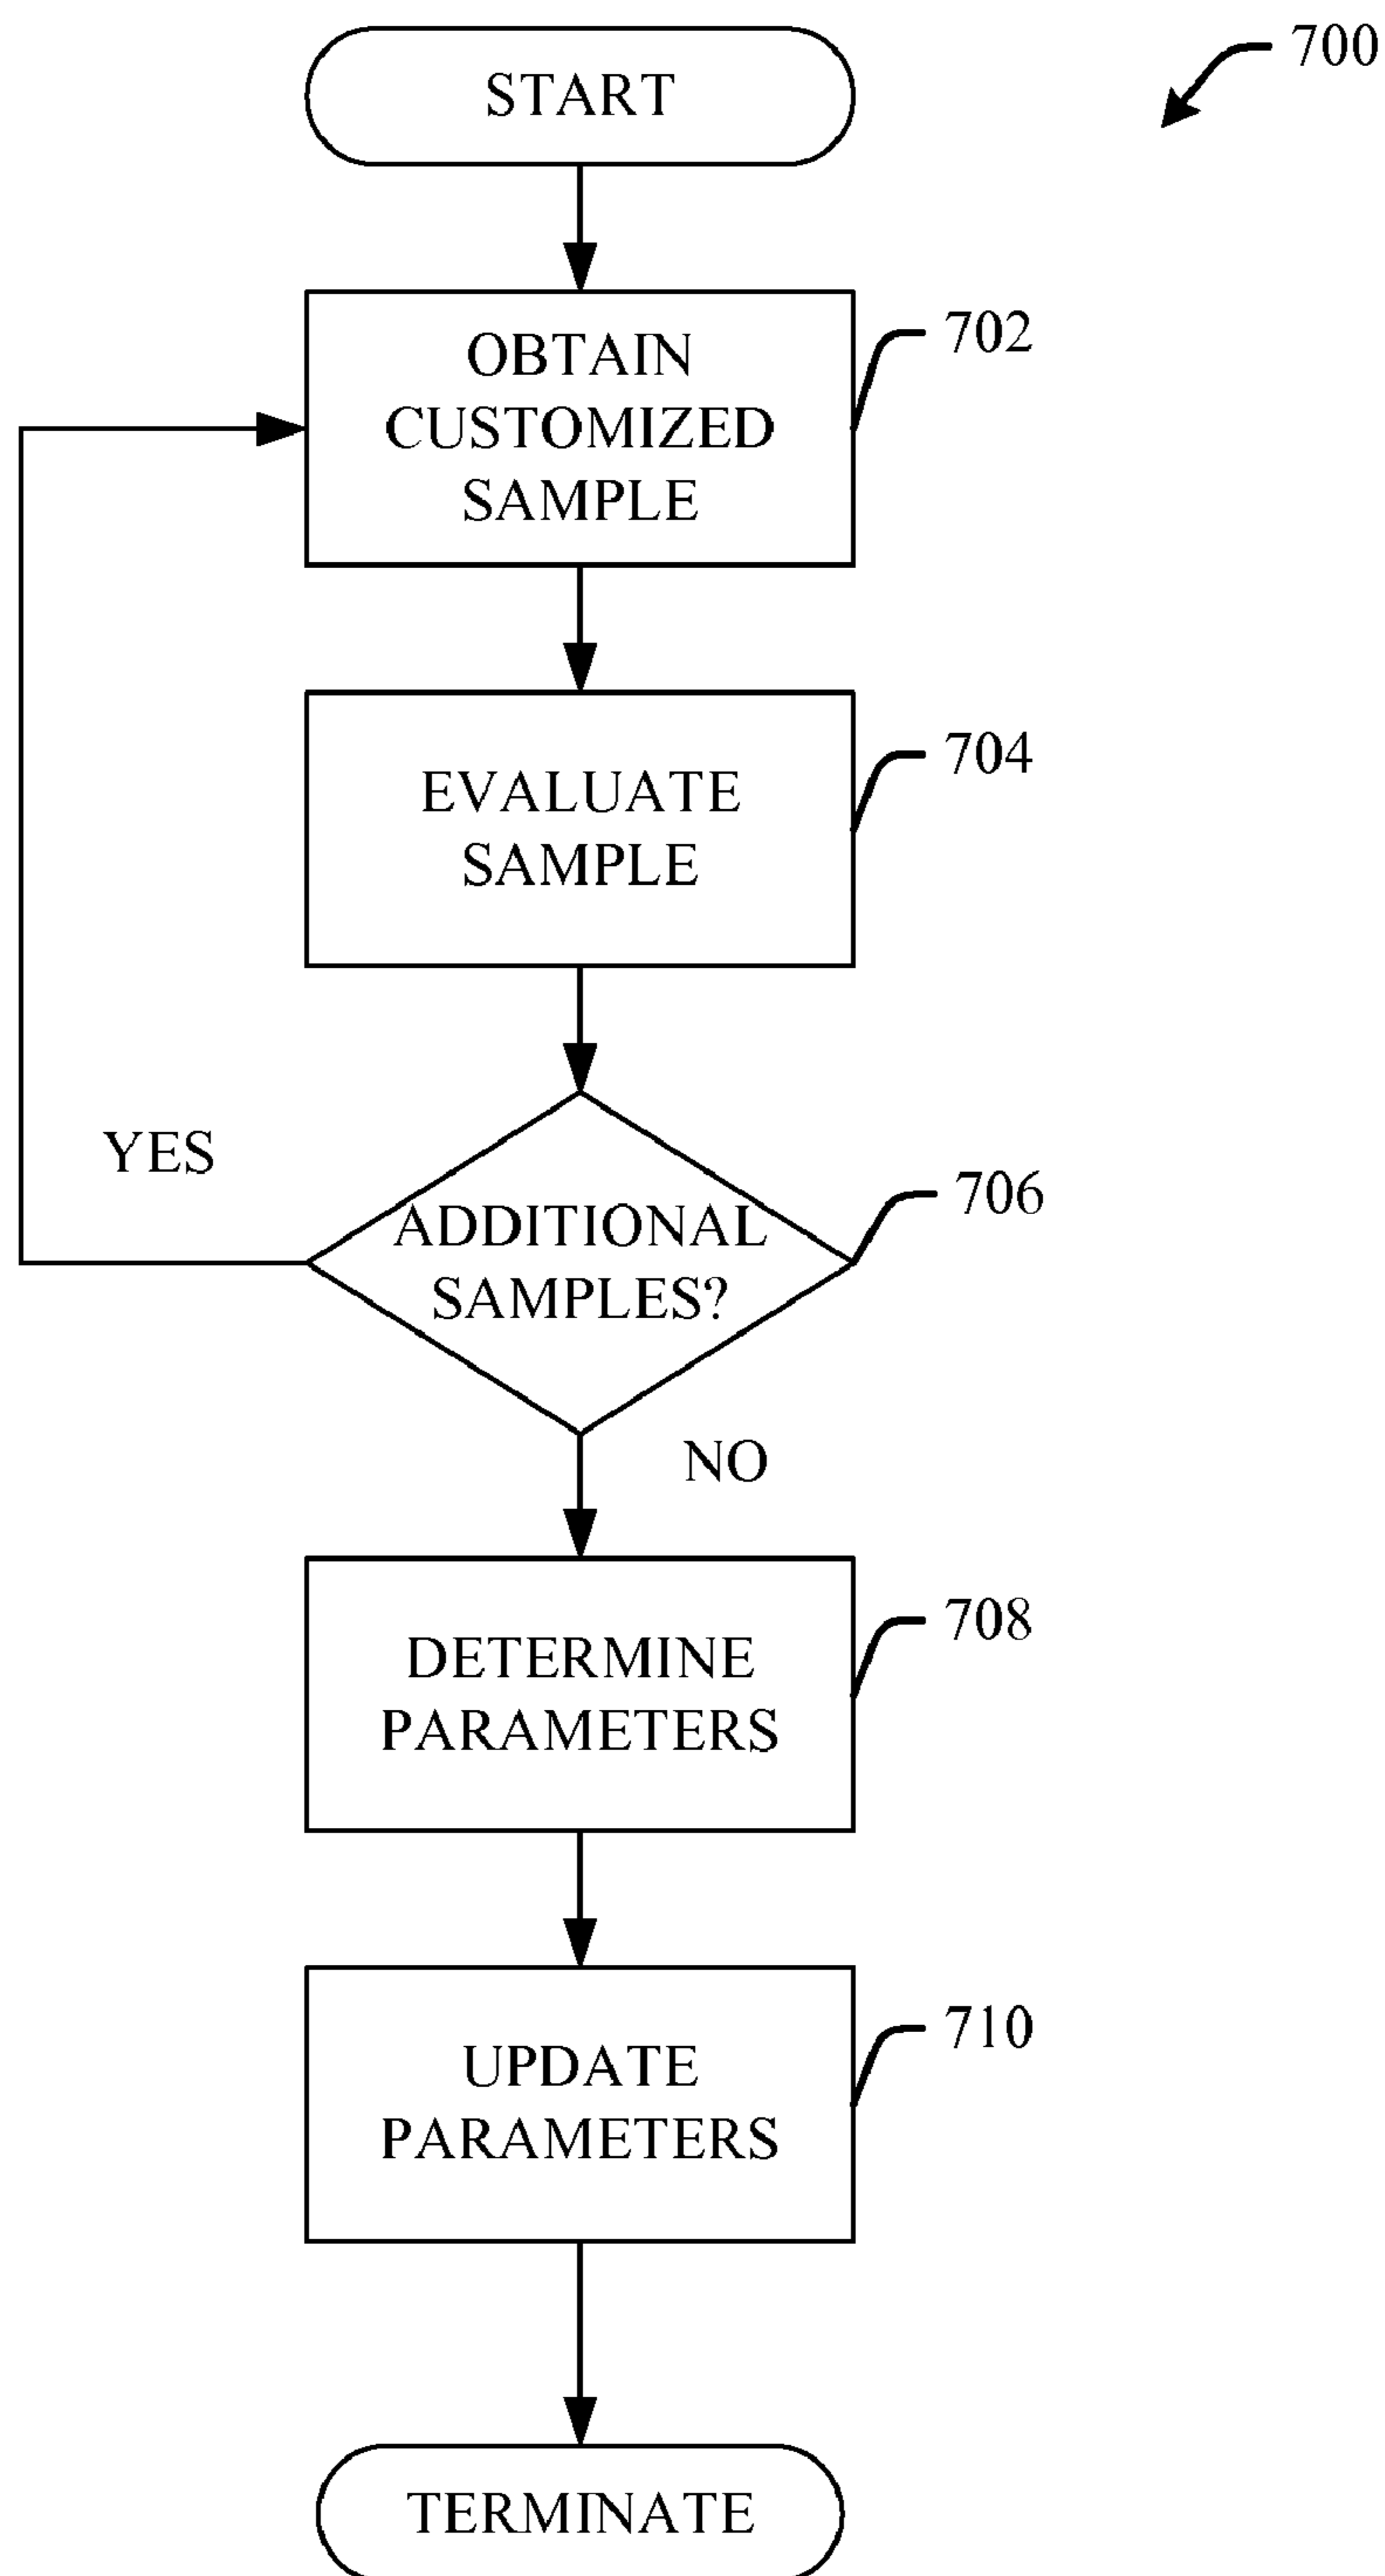 START
700
OBTAIN
CUSTOMIZED
SAMPLE
702
EVALUATE
SAMPLE
704
YES
ADDITIONAL
SAMPLES?
706
NO
DETERMINE
PARAMETERS
708
UPDATE
PARAMETERS
710
TERMINATE